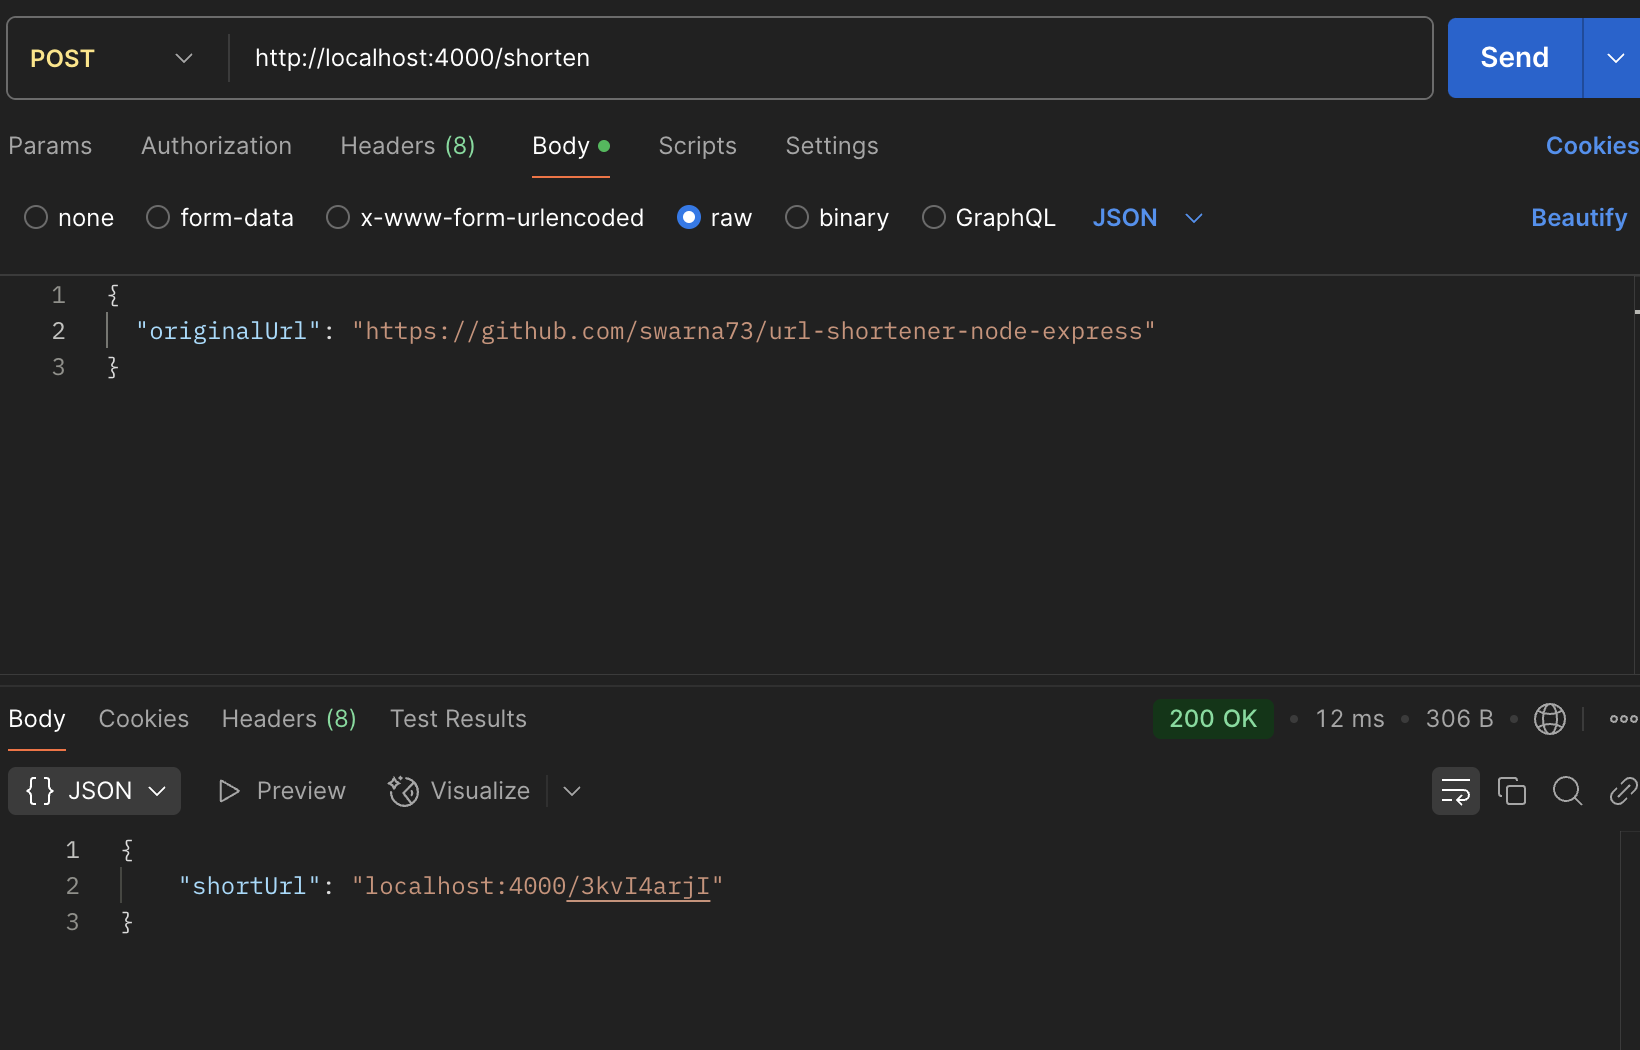 POST http://localhost:4000/shorten Send
Params Authorization Headers (8) Body Scripts Settings Cookies
none form-data x-www-form-urlencoded raw binary GraphQL JSON Beautify
1 {
2 "originalUrl": "https://github.com/swarna73/url-shortener-node-express"
3 }
Body Cookies Headers (8) Test Results 200 OK • 12 ms • 306 B •
{} JSON Preview Visualize
1 {
2 "shortUrl": "localhost:4000/3kvI4arjI"
3 }